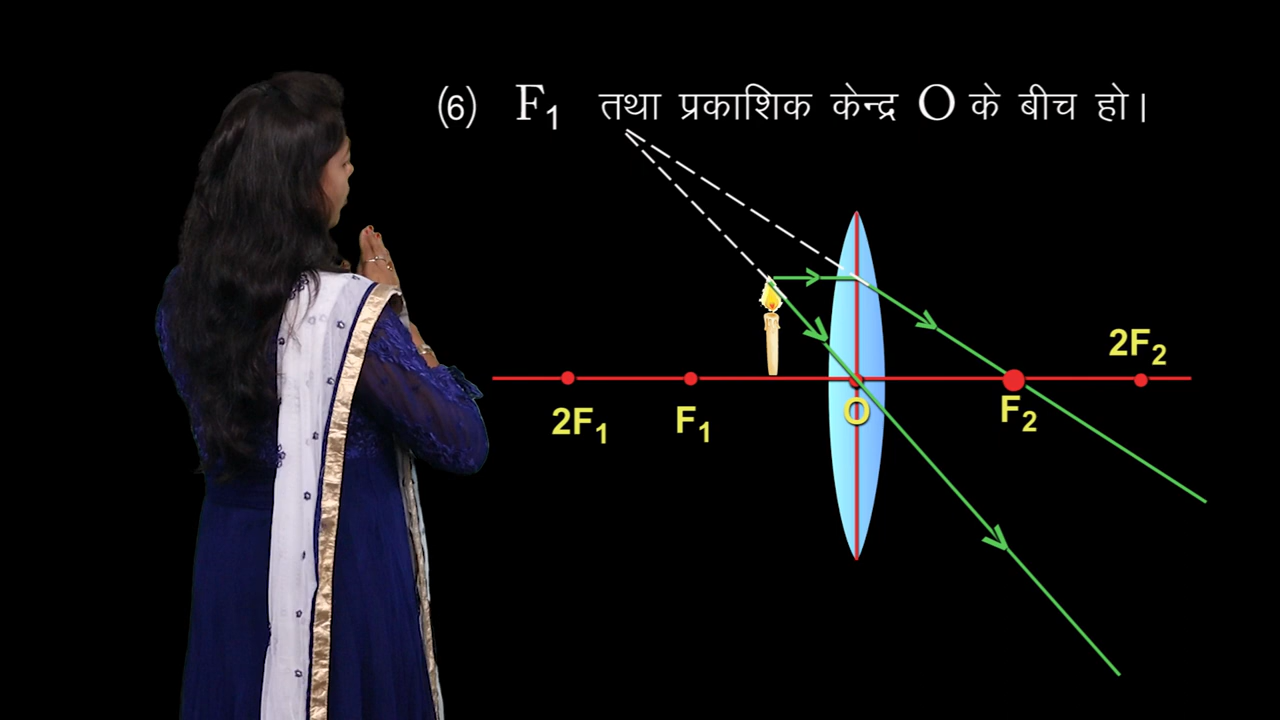 (6) F₁ तथा प्रकाशिक केन्द्र O के बीच हो।
2F₂
2F₁ F₁ O F₂